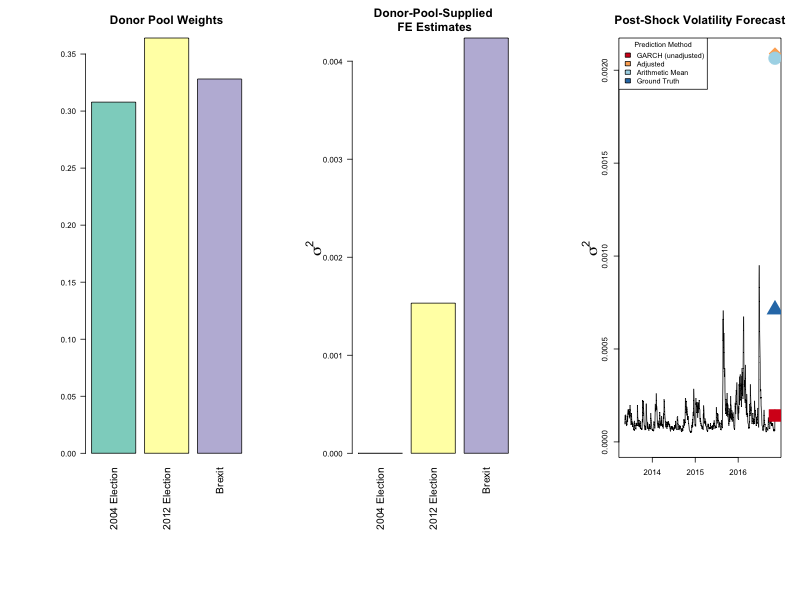 Donor Pool Weights
0.35
0.30
0.25
0.20
0.15
0.10
0.05
0.00
2004 Election
2012 Election
Brexit
Donor-Pool-Supplied
FE Estimates
σ2
0.004
0.003
0.002
0.001
0.000
2004 Election
2012 Election
Brexit
Post-Shock Volatility Forecast
σ2
0.0020
0.0015
0.0010
0.0005
0.0000
Prediction Method
GARCH (unadjusted)
Adjusted
Arithmetic Mean
Ground Truth
2014
2015
2016